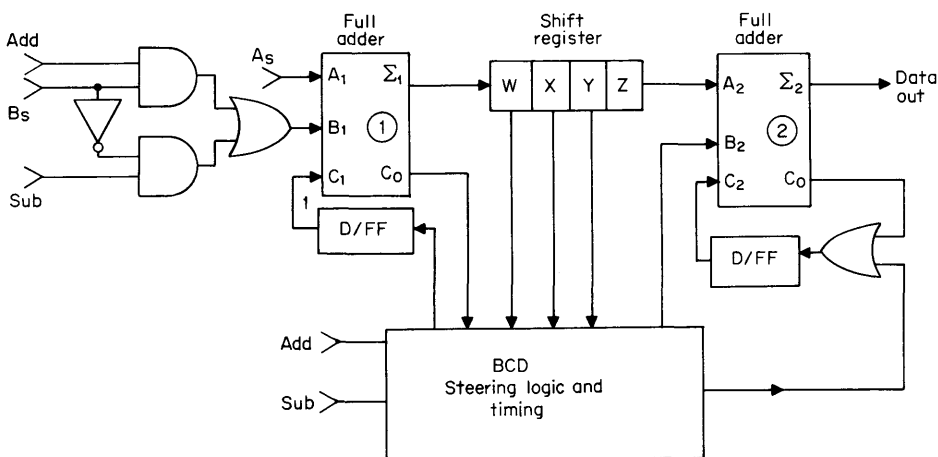 Full
adder
Shift
register
Full
adder
Add
Bs
Sub
As
A1
Σ1
B1
1
C1
Co
1
D/FF
W
X
Y
Z
A2
Σ2
B2
2
C2
Co
Data
out
D/FF
Add
Sub
BCD
Steering logic and
timing